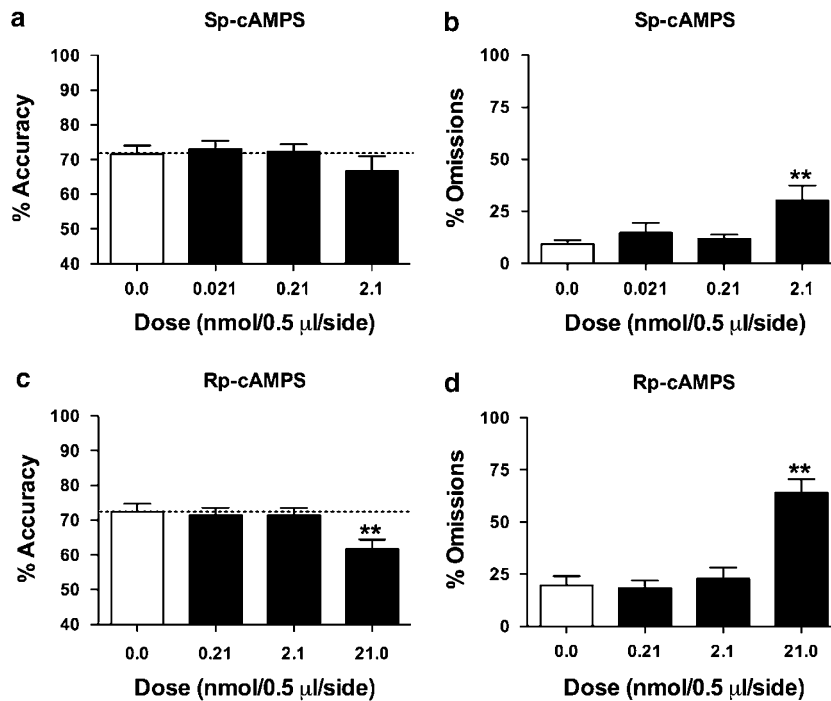 a
Sp-cAMPS
% Accuracy
100
90
80
70
60
50
40
0.0 0.021 0.21 2.1
Dose (nmol/0.5 µl/side)
b
Sp-cAMPS
% Omissions
100
75
50
25
0
**
0.0 0.021 0.21 2.1
Dose (nmol/0.5 µl/side)
c
Rp-cAMPS
% Accuracy
100
90
80
70
60
50
40
**
0.0 0.21 2.1 21.0
Dose (nmol/0.5 µl/side)
d
Rp-cAMPS
% Omissions
100
75
50
25
0
**
0.0 0.21 2.1 21.0
Dose (nmol/0.5 µl/side)